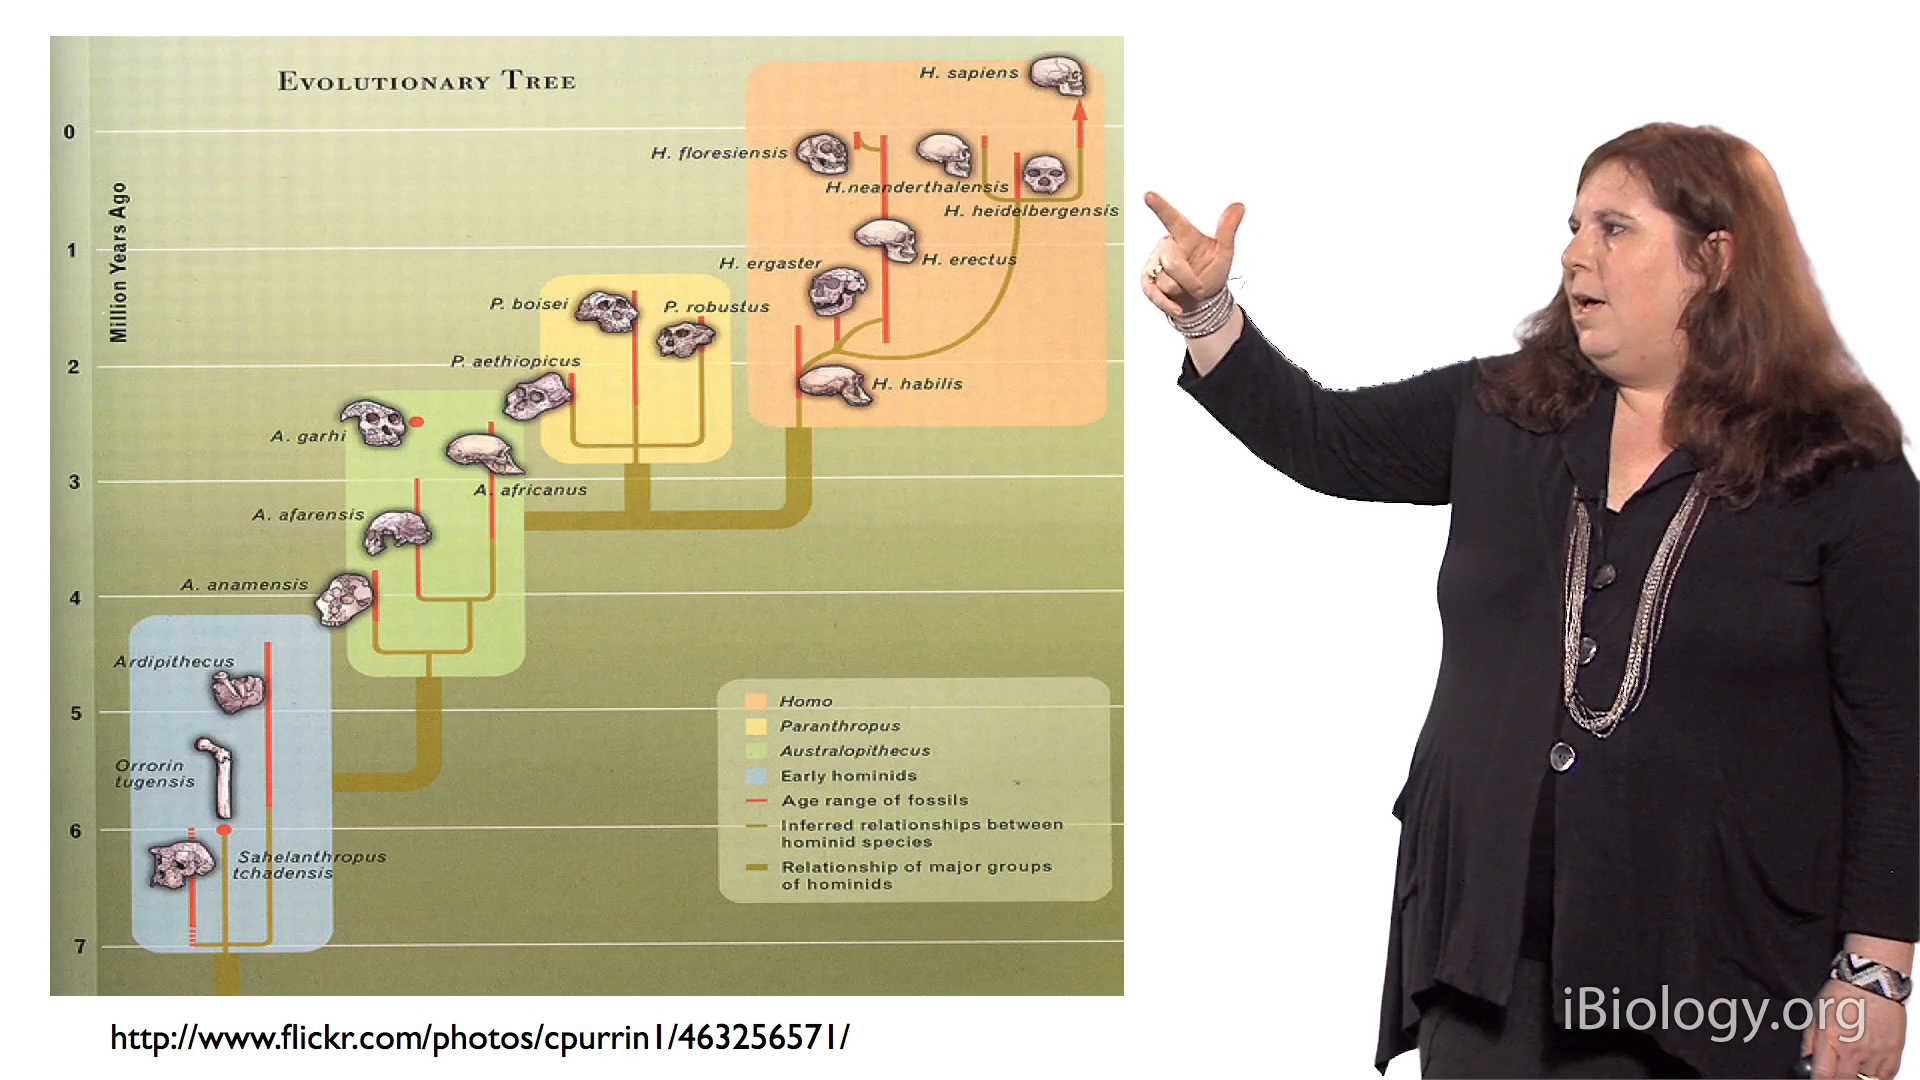 EVOLUTIONARY TREE
Million Years Ago
0
1
2
3
4
5
6
7
H. sapiens
H. floresiensis
H.neanderthalensis
H. heidelbergensis
H. ergaster
H. erectus
P. boisei
P. robustus
P. aethiopicus
H. habilis
A. garhi
A. africanus
A. afarensis
A. anamensis
Ardipithecus
Orrorin
tugensis
Sahelanthropus
tchadensis
Homo
Paranthropus
Australopithecus
Early hominids
Age range of fossils
Inferred relationships between
hominid species
Relationship of major groups
of hominids
http://www.flickr.com/photos/cpurrin1/463256571/
iBiology.org